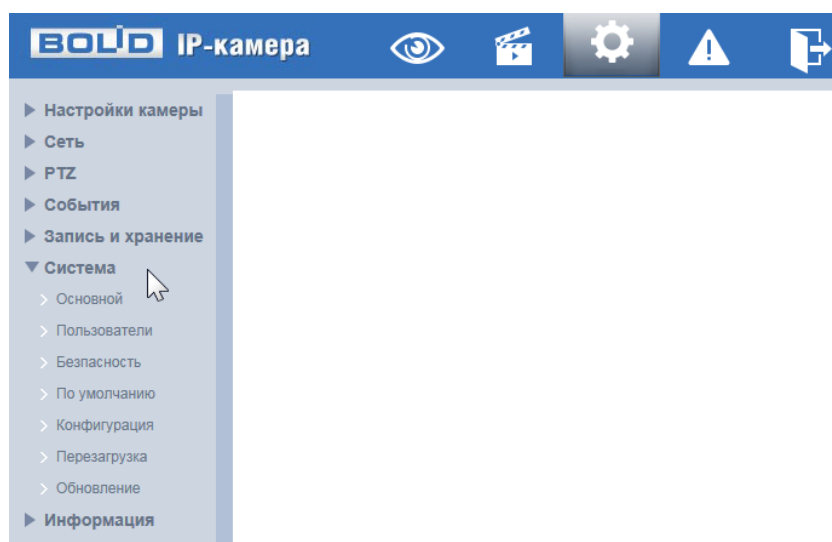 BOLID IP-камера
Настройки камеры
Сеть
PTZ
События
Запись и хранение
Система
Основной
Пользователи
Безпасность
По умолчанию
Конфигурация
Перезагрузка
Обновление
Информация